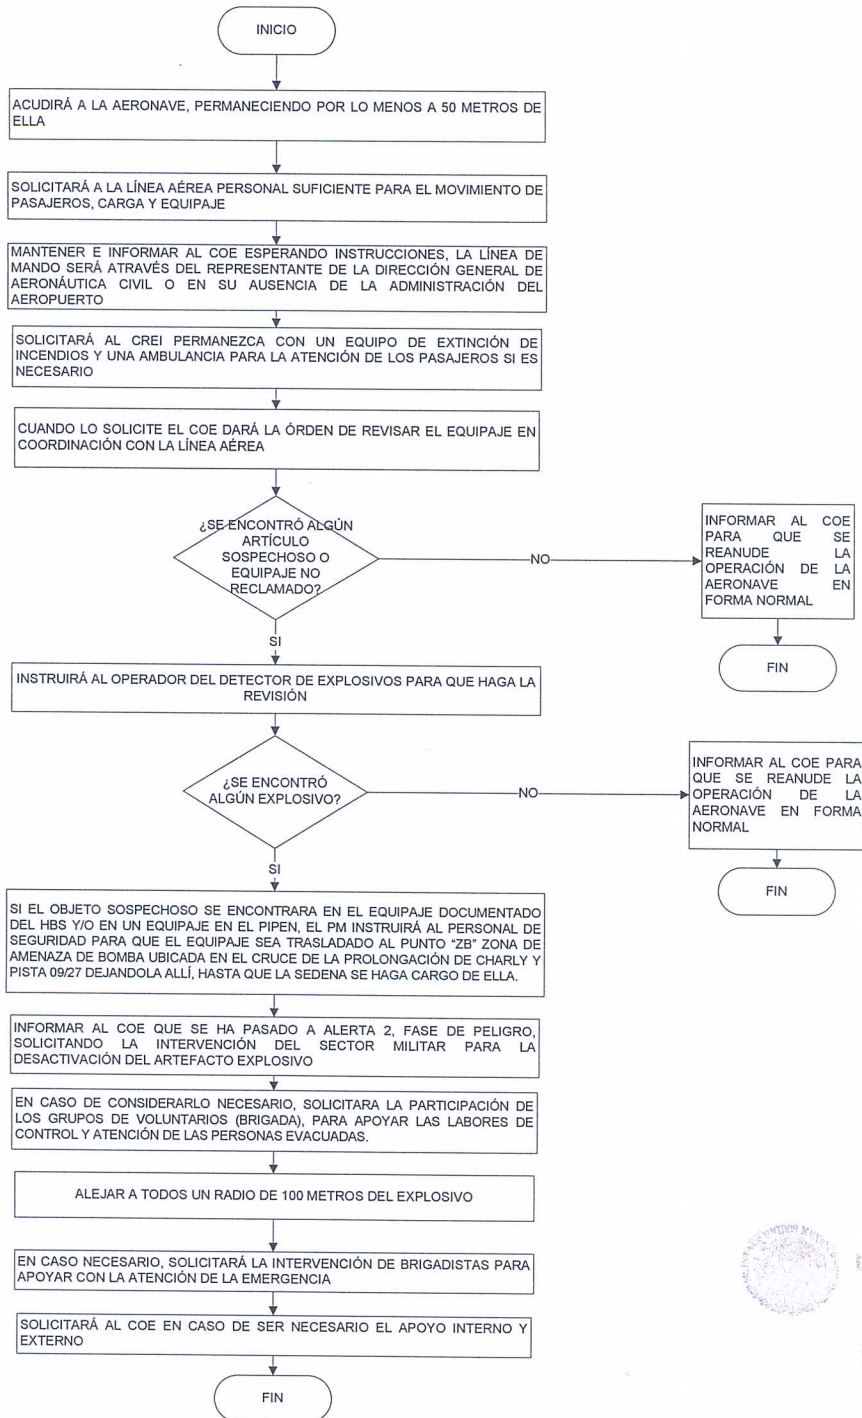 INICIO
ACUDIRÁ A LA AERONAVE, PERMANECIENDO POR LO MENOS A 50 METROS DE
ELLA
SOLICITARÁ A LA LÍNEA AÉREA PERSONAL SUFICIENTE PARA EL MOVIMIENTO DE
PASAJEROS, CARGA Y EQUIPAJE
MANTENER E INFORMAR AL COE ESPERANDO INSTRUCCIONES, LA LÍNEA DE
MANDO SERÁ ATRAVÉS DEL REPRESENTANTE DE LA DIRECCIÓN GENERAL DE
AERONÁUTICA CIVIL O EN SU AUSENCIA DE LA ADMINISTRACIÓN DEL
AEROPUERTO
SOLICITARÁ AL CREI PERMANEZCA CON UN EQUIPO DE EXTINCIÓN DE
INCENDIOS Y UNA AMBULANCIA PARA LA ATENCIÓN DE LOS PASAJEROS SI ES
NECESARIO
CUANDO LO SOLICITE EL COE DARÁ LA ÓRDEN DE REVISAR EL EQUIPAJE EN
COORDINACIÓN CON LA LÍNEA AÉREA
¿SE ENCONTRÓ ALGÚN
ARTÍCULO
SOSPECHOSO O
EQUIPAJE NO
RECLAMADO?
NO
INFORMAR AL COE
PARA QUE SE
REANUDE LA
OPERACIÓN DE LA
AERONAVE EN
FORMA NORMAL
FIN
SI
INSTRUIRÁ AL OPERADOR DEL DETECTOR DE EXPLOSIVOS PARA QUE HAGA LA
REVISIÓN
¿SE ENCONTRÓ
ALGÚN EXPLOSIVO?
NO
INFORMAR AL COE PARA
QUE SE REANUDE LA
OPERACIÓN DE LA
AERONAVE EN FORMA
NORMAL
FIN
SI
SI EL OBJETO SOSPECHOSO SE ENCONTRARA EN EL EQUIPAJE DOCUMENTADO
DEL HBS Y/O EN UN EQUIPAJE EN EL PIPEN, EL PM INSTRUIRÁ AL PERSONAL DE
SEGURIDAD PARA QUE EL EQUIPAJE SEA TRASLADADO AL PUNTO "ZB" ZONA DE
AMENAZA DE BOMBA UBICADA EN EL CRUCE DE LA PROLONGACIÓN DE CHARLY Y
PISTA 09/27 DEJANDOLA ALLÍ, HASTA QUE LA SEDENA SE HAGA CARGO DE ELLA.
INFORMAR AL COE QUE SE HA PASADO A ALERTA 2, FASE DE PELIGRO,
SOLICITANDO LA INTERVENCIÓN DEL SECTOR MILITAR PARA LA
DESACTIVACIÓN DEL ARTEFACTO EXPLOSIVO
EN CASO DE CONSIDERARLO NECESARIO, SOLICITARA LA PARTICIPACIÓN DE
LOS GRUPOS DE VOLUNTARIOS (BRIGADA), PARA APOYAR LAS LABORES DE
CONTROL Y ATENCIÓN DE LAS PERSONAS EVACUADAS.
ALEJAR A TODOS UN RADIO DE 100 METROS DEL EXPLOSIVO
EN CASO NECESARIO, SOLICITARÁ LA INTERVENCIÓN DE BRIGADISTAS PARA
APOYAR CON LA ATENCIÓN DE LA EMERGENCIA
SOLICITARÁ AL COE EN CASO DE SER NECESARIO EL APOYO INTERNO Y
EXTERNO
FIN